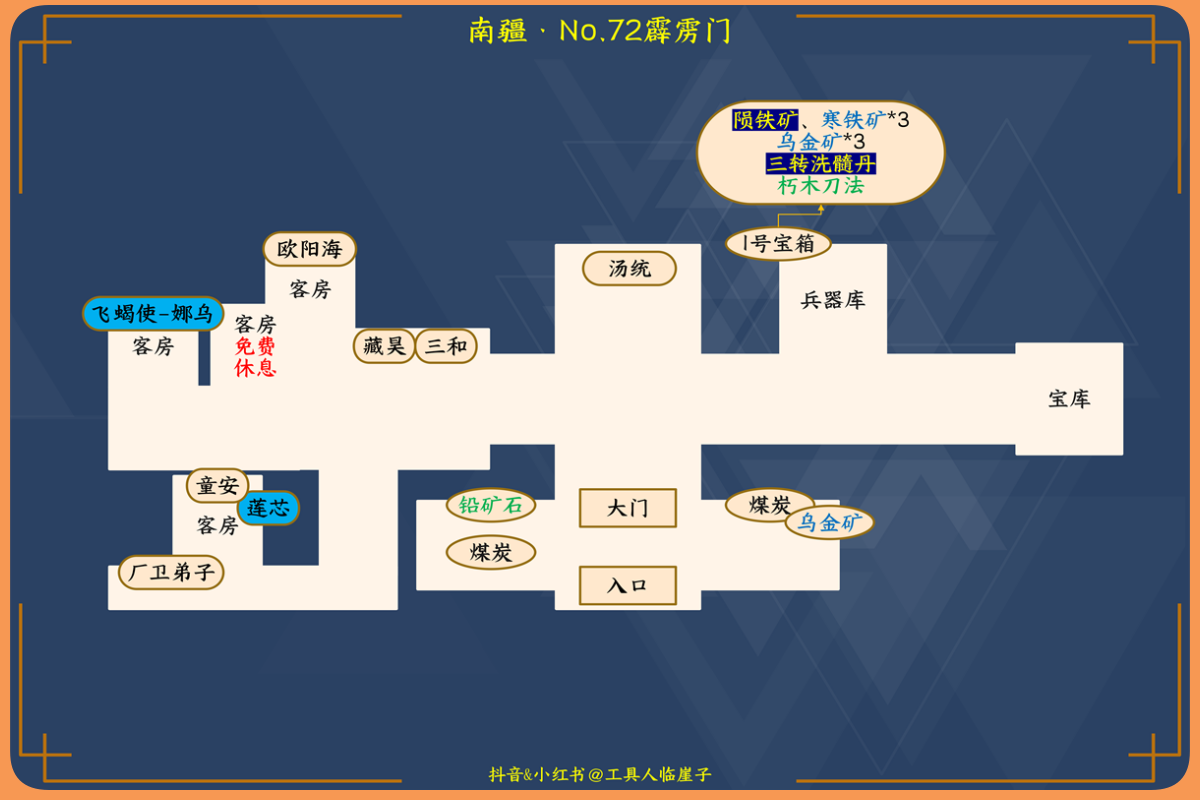 南疆·No.72霹雳门
陨铁矿、寒铁矿*3
乌金矿*3
三转洗髓丹
朽木刀法
1号宝箱
欧阳海
客房
汤统
兵器库
飞蝎使-娜乌
客房
客房
免费
休息
藏昊
三和
宝库
童安
莲芯
客房
铅矿石
大门
煤炭
乌金矿
煤炭
厂卫弟子
入口
抖音&小红书@工具人临崖子